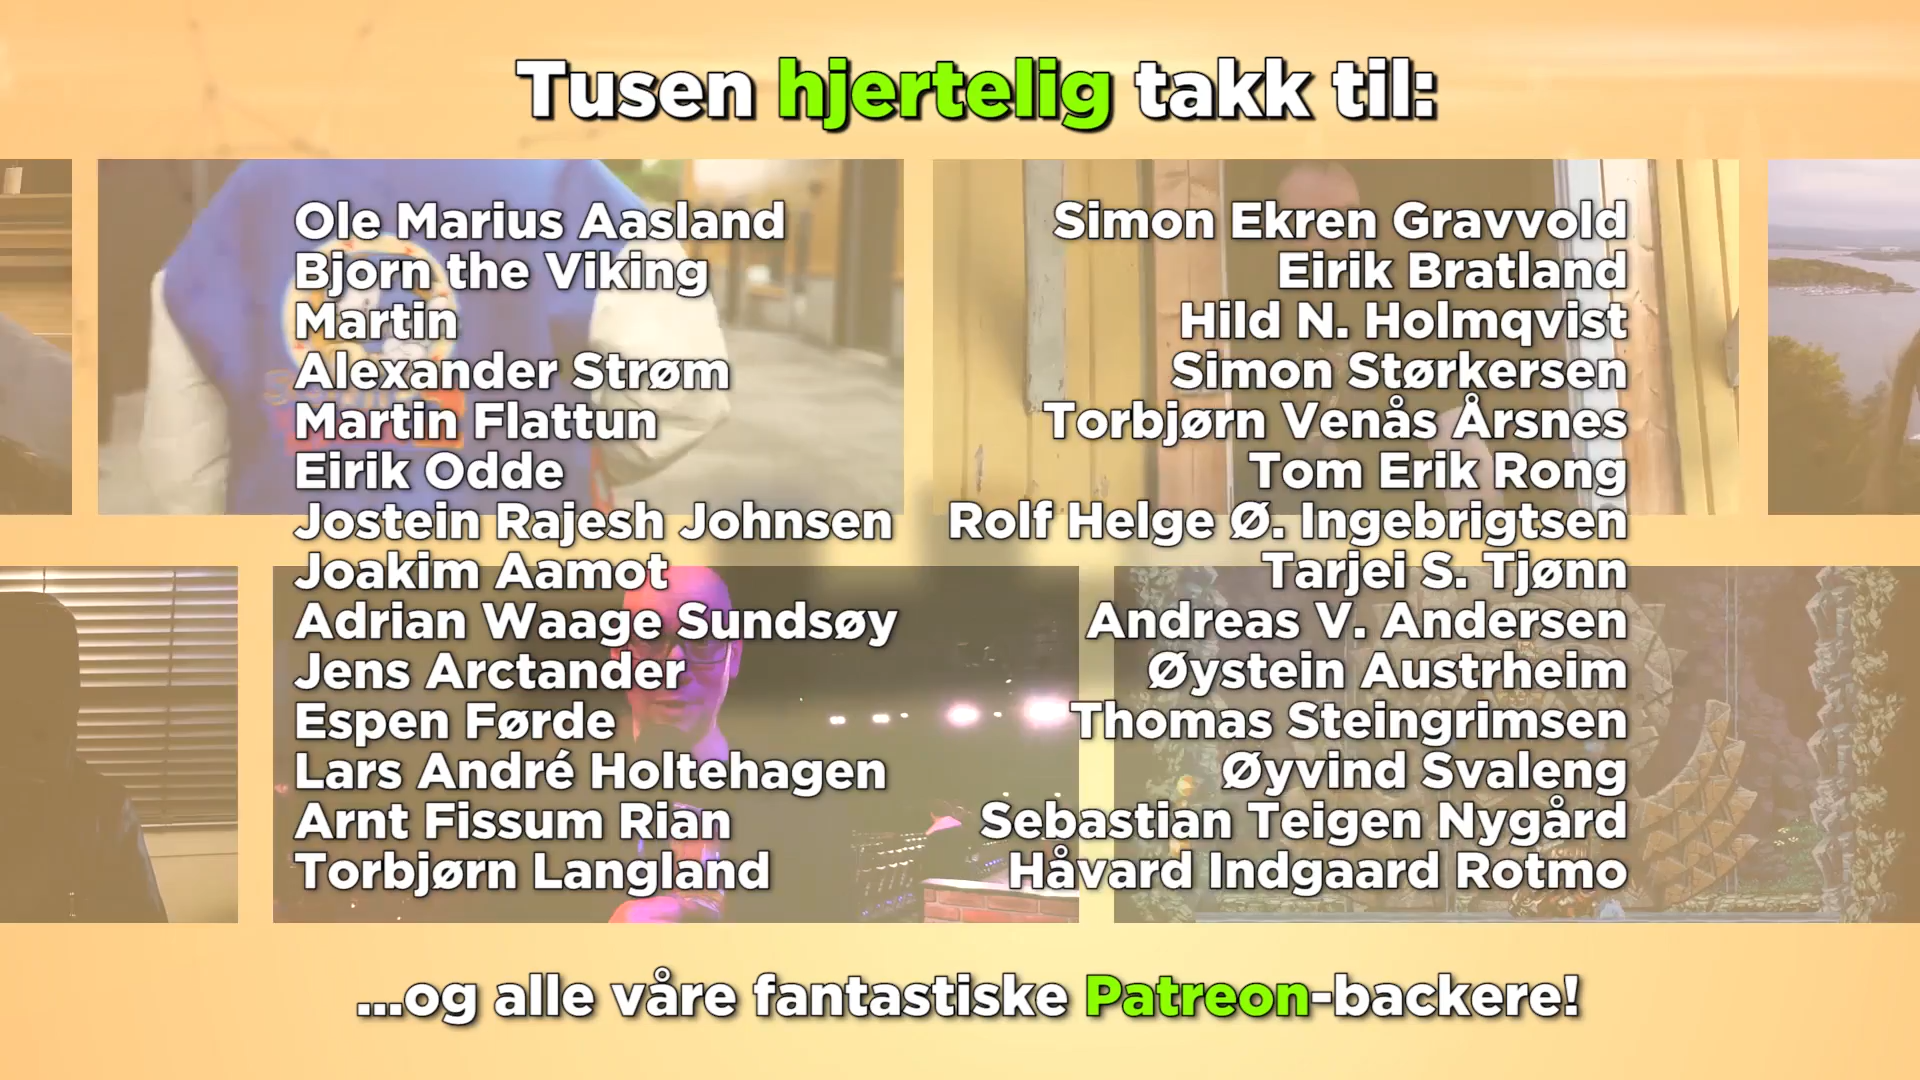 Tusen hjertelig takk til:
Ole Marius Aasland
Bjorn the Viking
Martin
Alexander Strøm
Martin Flattun
Eirik Odde
Jostein Rajesh Johnsen
Joakim Aamot
Adrian Waage Sundsøy
Jens Arctander
Espen Førde
Lars André Holtehagen
Arnt Fissum Rian
Torbjørn Langland
Simon Ekren Gravvold
Eirik Bratland
Hild N. Holmqvist
Simon Størkersen
Torbjørn Venås Årsnes
Tom Erik Rong
Rolf Helge Ø. Ingebrigtsen
Tarjei S. Tjønn
Andreas V. Andersen
Øystein Austrheim
Thomas Steingrimsen
Øyvind Svaleng
Sebastian Teigen Nygård
Håvard Indgaard Rotmo
...og alle våre fantastiske Patreon-backere!